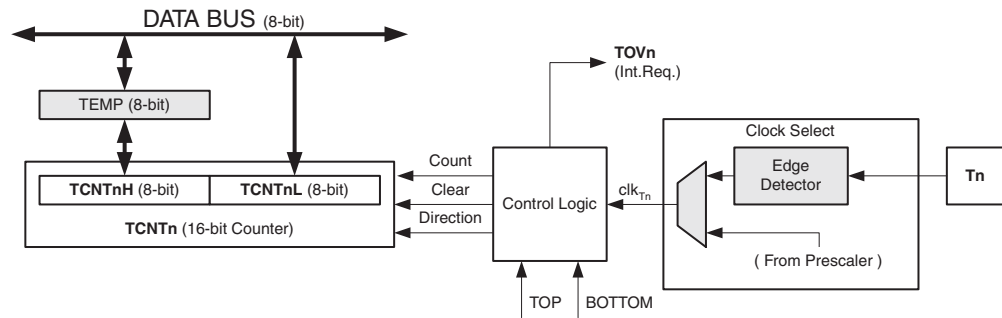 DATA BUS (8-bit)
TOVn
(Int.Req.)
TEMP (8-bit)
Clock Select
Count
Edge
Detector
Tn
TCNTnH (8-bit) TCNTnL (8-bit)
Clear
Control Logic
clkTn
TCNTn (16-bit Counter)
Direction
( From Prescaler )
TOP
BOTTOM